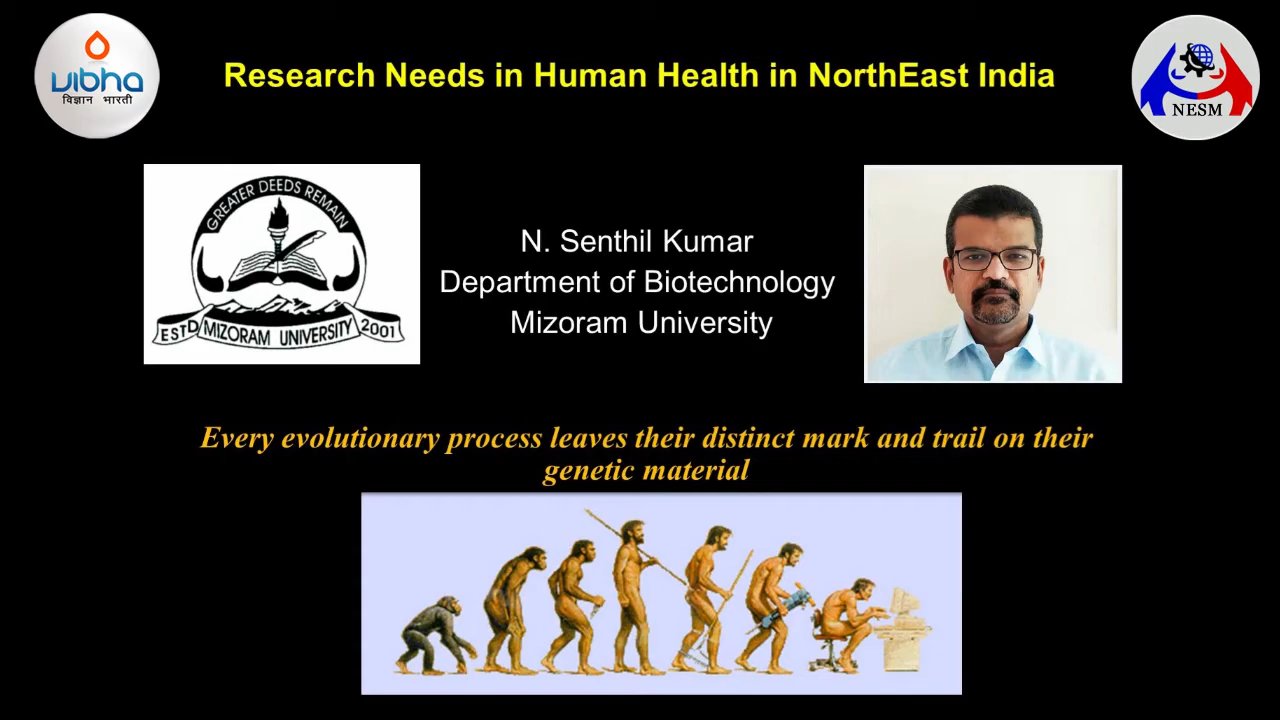 vibha
विज्ञान भारती
Research Needs in Human Health in NorthEast India
NESM
GREATER DEEDS REMAIN
ESTD MIZORAM UNIVERSITY 2001
N. Senthil Kumar
Department of Biotechnology
Mizoram University
Every evolutionary process leaves their distinct mark and trail on their
genetic material